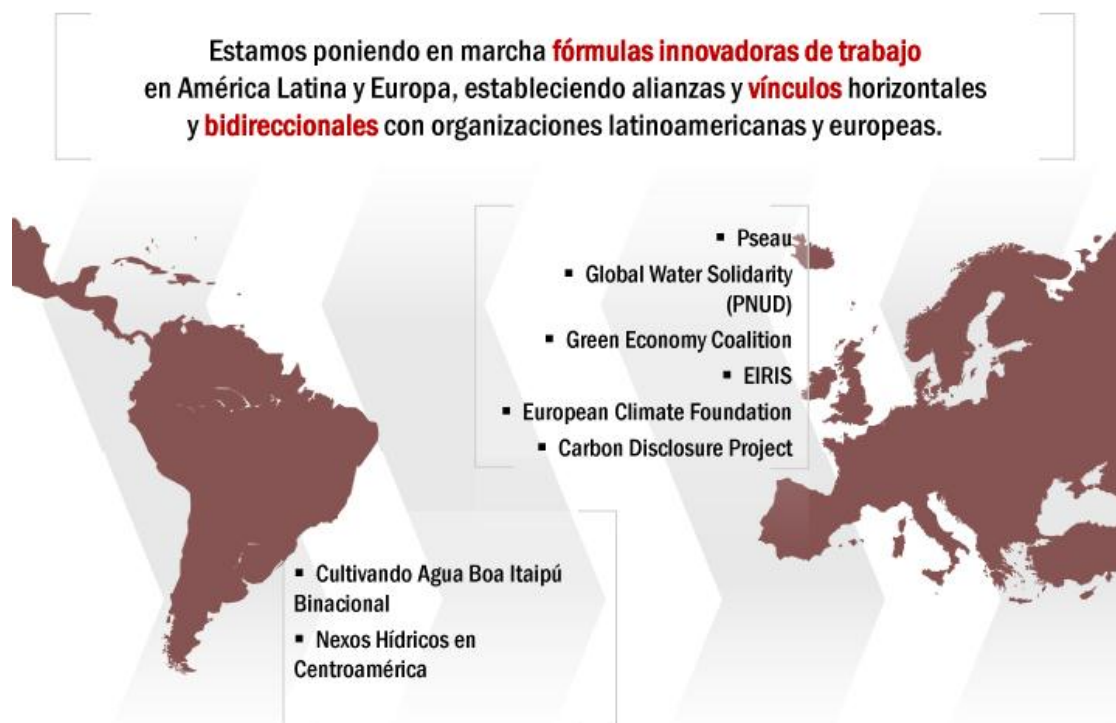 Estamos poniendo en marcha fórmulas innovadoras de trabajo
en América Latina y Europa, estableciendo alianzas y vínculos horizontales
y bidireccionales con organizaciones latinoamericanas y europeas.
▪ Pseau
▪ Global Water Solidarity
(PNUD)
▪ Green Economy Coalition
▪ EIRIS
▪ European Climate Foundation
▪ Carbon Disclosure Project
▪ Cultivando Agua Boa Itaipú
Binacional
▪ Nexos Hídricos en
Centroamérica